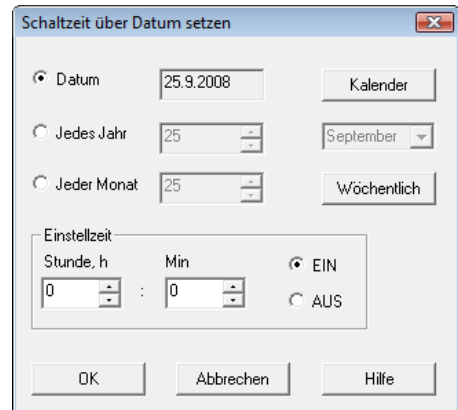 Schaltzeit über Datum setzen
Datum 25.9.2008 Kalender
Jedes Jahr 25 September
Jeder Monat 25 Wöchentlich
Einstellzeit
Stunde, h Min EIN
0 : 0
AUS
OK Abbrechen Hilfe